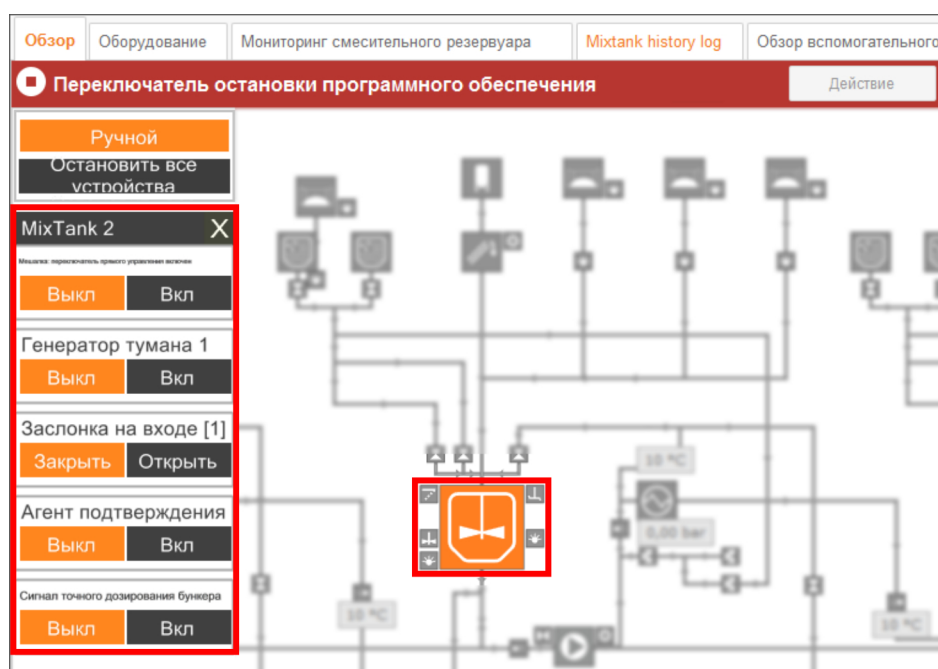 Обзор
Оборудование
Мониторинг смесительного резервуара
Mixtank history log
Обзор вспомогательного
Переключатель остановки программного обеспечения
Действие
Ручной
Остановить все
устройства
MixTank 2
X
Мешалка: переключатель прямого управления включен
Выкл
Вкл
Генератор тумана 1
Выкл
Вкл
Заслонка на входе [1]
Закрыть
Открыть
Агент подтверждения
Выкл
Вкл
Сигнал точного дозирования бункера
Выкл
Вкл
10 °C
0,00 bar
10 °C
10 °C